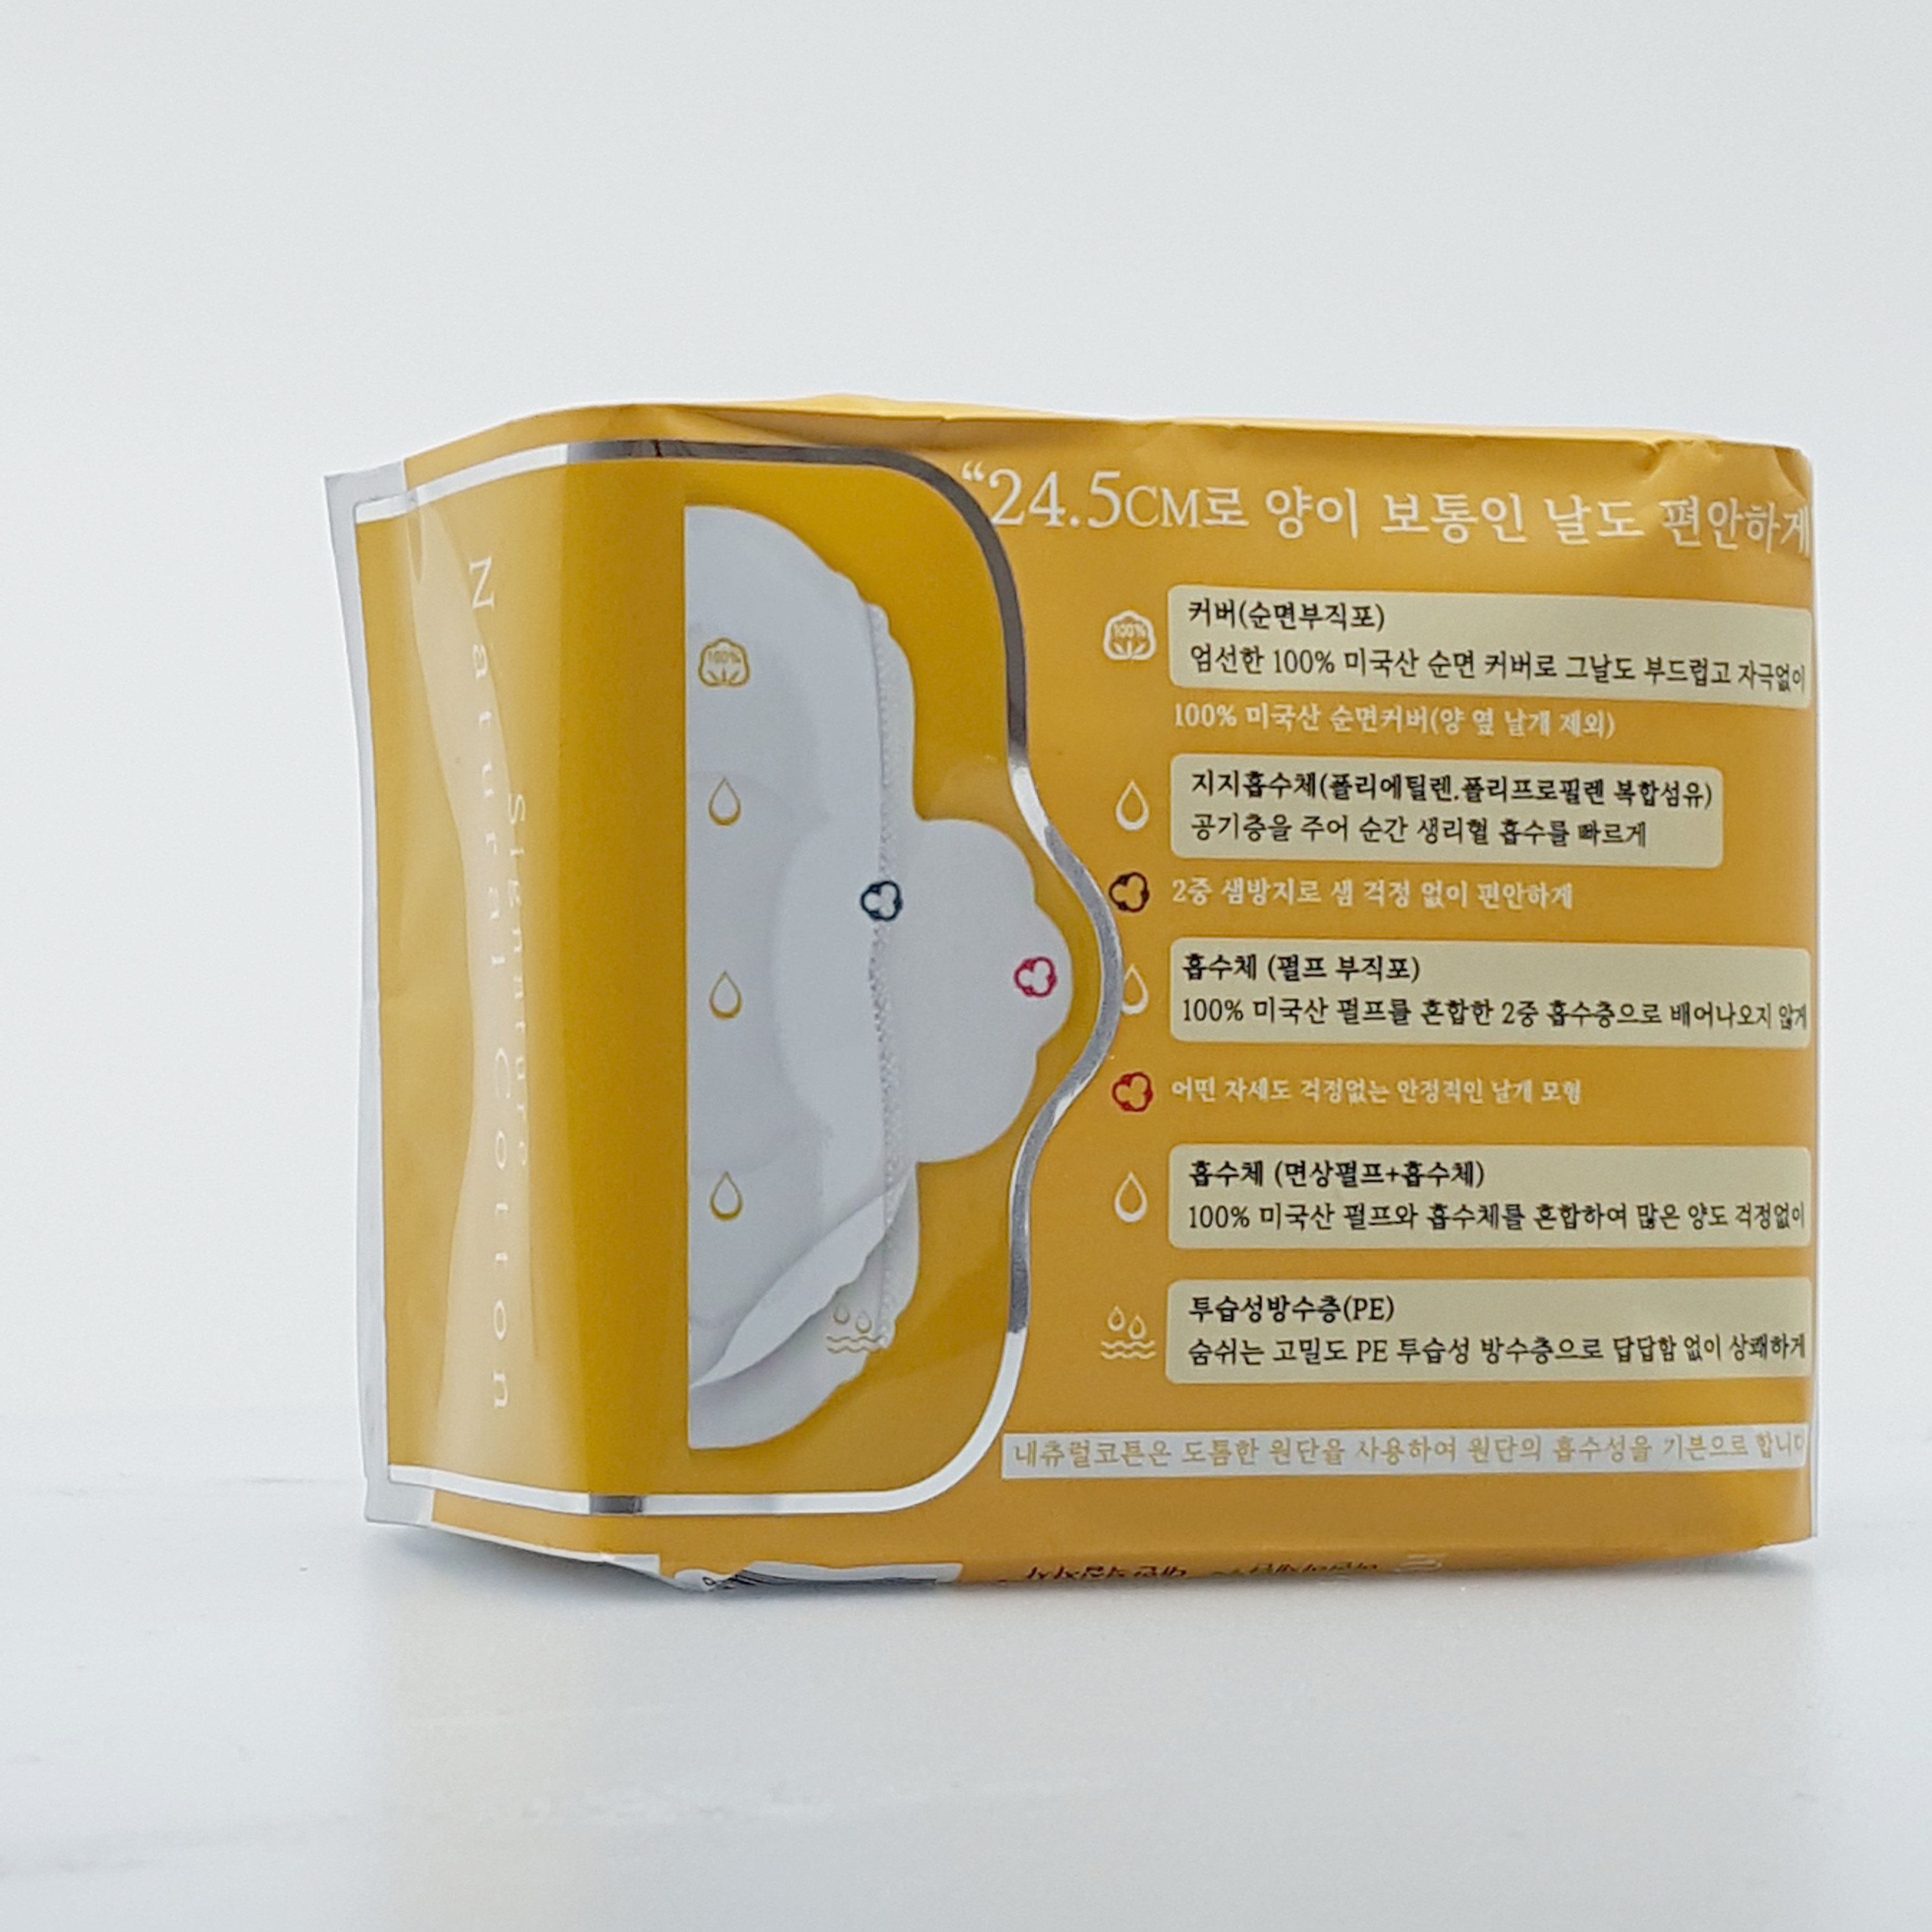 Natural Cotton
Signature
“24.5CM로 양이 보통인 날도 편안하게
100%
커버(순면부직포)
엄선한 100% 미국산 순면 커버로 그날도 부드럽고 자극없이
100% 미국산 순면커버(양 옆 날개 제외)
지지흡수체(폴리에틸렌.폴리프로필렌 복합섬유)
공기층을 주어 순간 생리혈 흡수를 빠르게
2중 샘방지로 샘 걱정 없이 편안하게
흡수체 (펄프 부직포)
100% 미국산 펄프를 혼합한 2중 흡수층으로 배어나오지 않게
어떤 자세도 걱정없는 안정적인 날개 모형
흡수체 (면상펄프+흡수체)
100% 미국산 펄프와 흡수체를 혼합하여 많은 양도 걱정없이
투습성방수층(PE)
숨쉬는 고밀도 PE 투습성 방수층으로 답답함 없이 상쾌하게
내츄럴코튼은 도톰한 원단을 사용하여 원단의 흡수성을 기본으로 합니다
100%